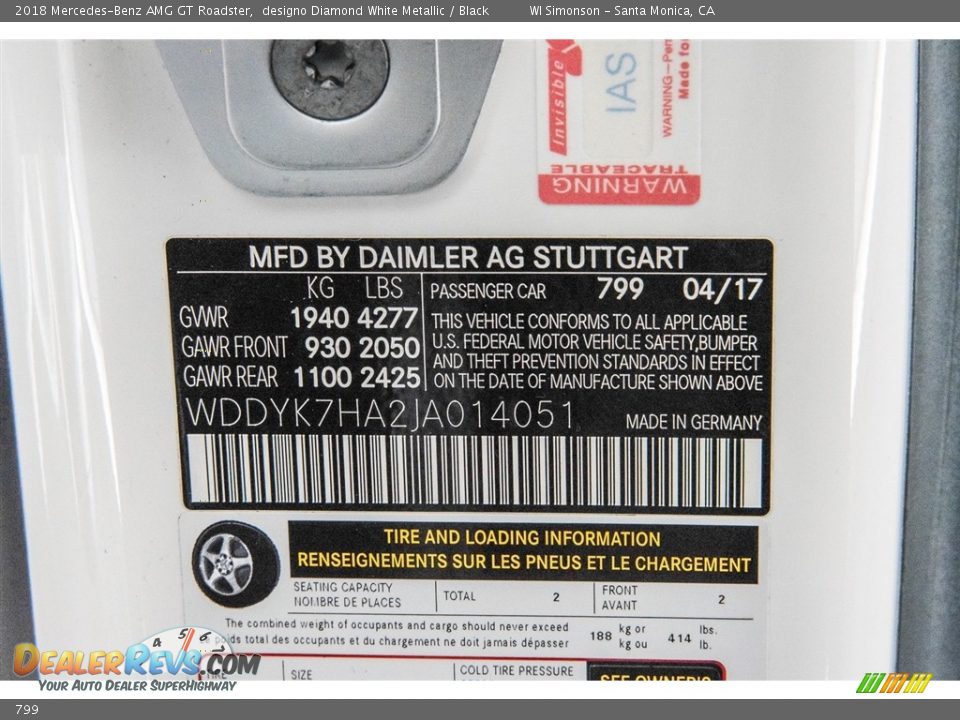 2018 Mercedes-Benz AMG GT Roadster, designo Diamond White Metallic / Black WI Simonson - Santa Monica, CA
Invisible
IAS
WARNING-Pen
Made fo
TRACEABLE
WARNING
MFD BY DAIMLER AG STUTTGART
KG LBS PASSENGER CAR 799 04/17
GVWR 1940 4277 THIS VEHICLE CONFORMS TO ALL APPLICABLE
GAWR FRONT 930 2050 U.S. FEDERAL MOTOR VEHICLE SAFETY, BUMPER
AND THEFT PREVENTION STANDARDS IN EFFECT
GAWR REAR 1100 2425 ON THE DATE OF MANUFACTURE SHOWN ABOVE
WDDYK7HA2JA014051 MADE IN GERMANY
TIRE AND LOADING INFORMATION
RENSEIGNEMENTS SUR LES PNEUS ET LE CHARGEMENT
SEATING CAPACITY
NOMBRE DE PLACES TOTAL 2 FRONT
AVANT 2
The combined weight of occupants and cargo should never exceed 188 kg or 414 lbs.
poids total des occupants et du chargement ne doit jamais dépasser kg ou lb.
SIZE COLD TIRE PRESSURE SEE OWNER'S
4 5 6
DEALERREVS.COM
YOUR AUTO DEALER SUPERHIGHWAY
799